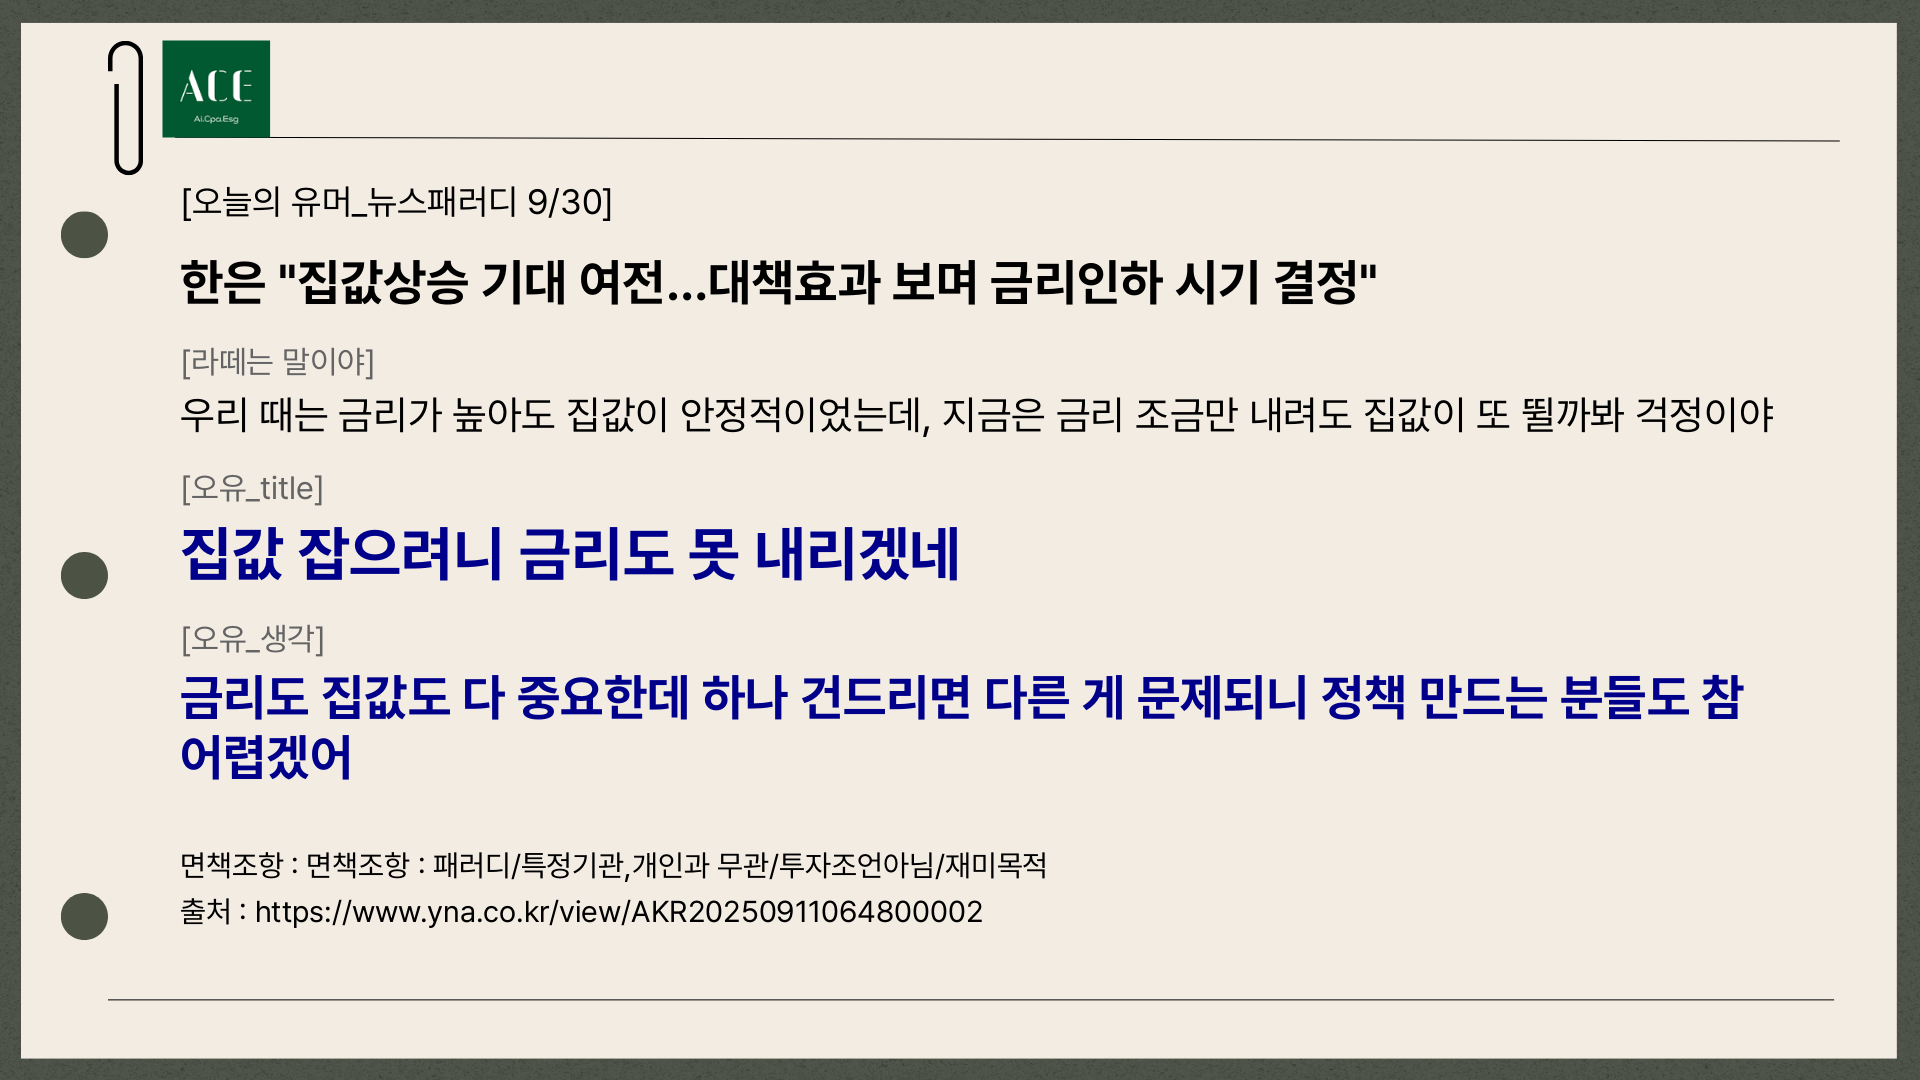 ACE
Ai.Cpa.Esg
[오늘의 유머_뉴스패러디 9/30]
한은 "집값상승 기대 여전…대책효과 보며 금리인하 시기 결정"
[라떼는 말이야]
우리 때는 금리가 높아도 집값이 안정적이었는데, 지금은 금리 조금만 내려도 집값이 또 뛸까봐 걱정이야
[오유_title]
집값 잡으려니 금리도 못 내리겠네
[오유_생각]
금리도 집값도 다 중요한데 하나 건드리면 다른 게 문제되니 정책 만드는 분들도 참
어렵겠어
면책조항 : 면책조항 : 패러디/특정기관,개인과 무관/투자조언아님/재미목적
출처 : https://www.yna.co.kr/view/AKR20250911064800002